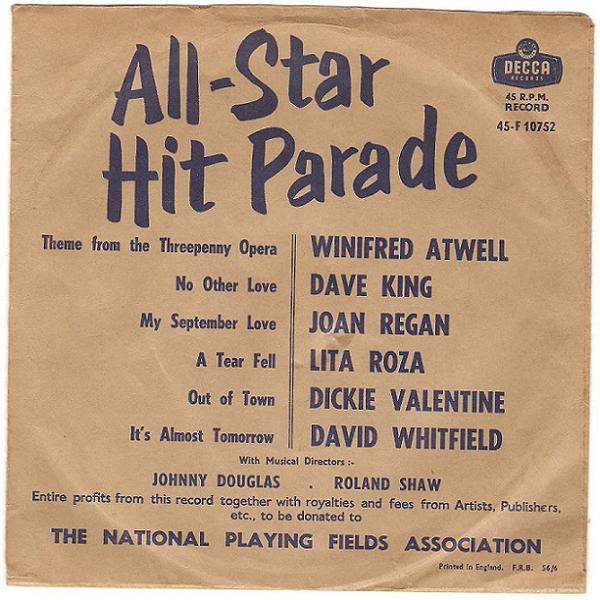 All-Star
Hit Parade
DECCA
RECORDS
45 R.P.M.
RECORD
45-F 10752
Theme from the Threepenny Opera WINIFRED ATWELL
No Other Love DAVE KING
My September Love JOAN REGAN
A Tear Fell LITA ROZA
Out of Town DICKIE VALENTINE
It's Almost Tomorrow DAVID WHITFIELD
With Musical Directors :-
JOHNNY DOUGLAS . ROLAND SHAW
Entire profits from this record together with royalties and fees from Artists, Publishers,
etc., to be donated to
THE NATIONAL PLAYING FIELDS ASSOCIATION
Printed in England. F.R.B. 56/6